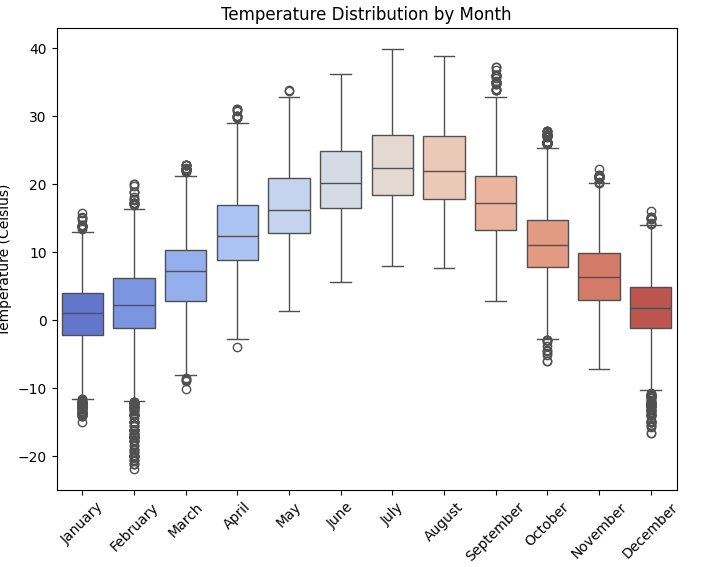 Temperature Distribution by Month
Temperature (Celsius)
40
30
20
10
0
−10
−20
January
February
March
April
May
June
July
August
September
October
November
December